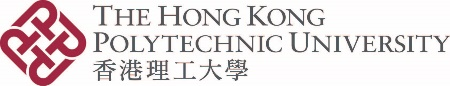 THE HONG KONG
POLYTECHNIC UNIVERSITY
香港理工大學